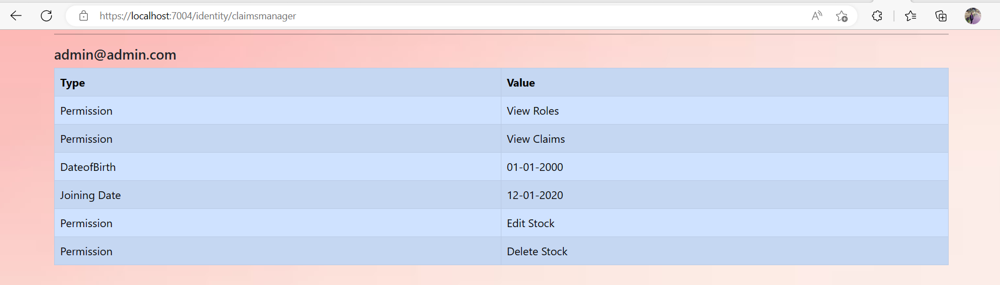 https://localhost:7004/identity/claimsmanager
admin@admin.com
Type Value
Permission View Roles
Permission View Claims
DateofBirth 01-01-2000
Joining Date 12-01-2020
Permission Edit Stock
Permission Delete Stock